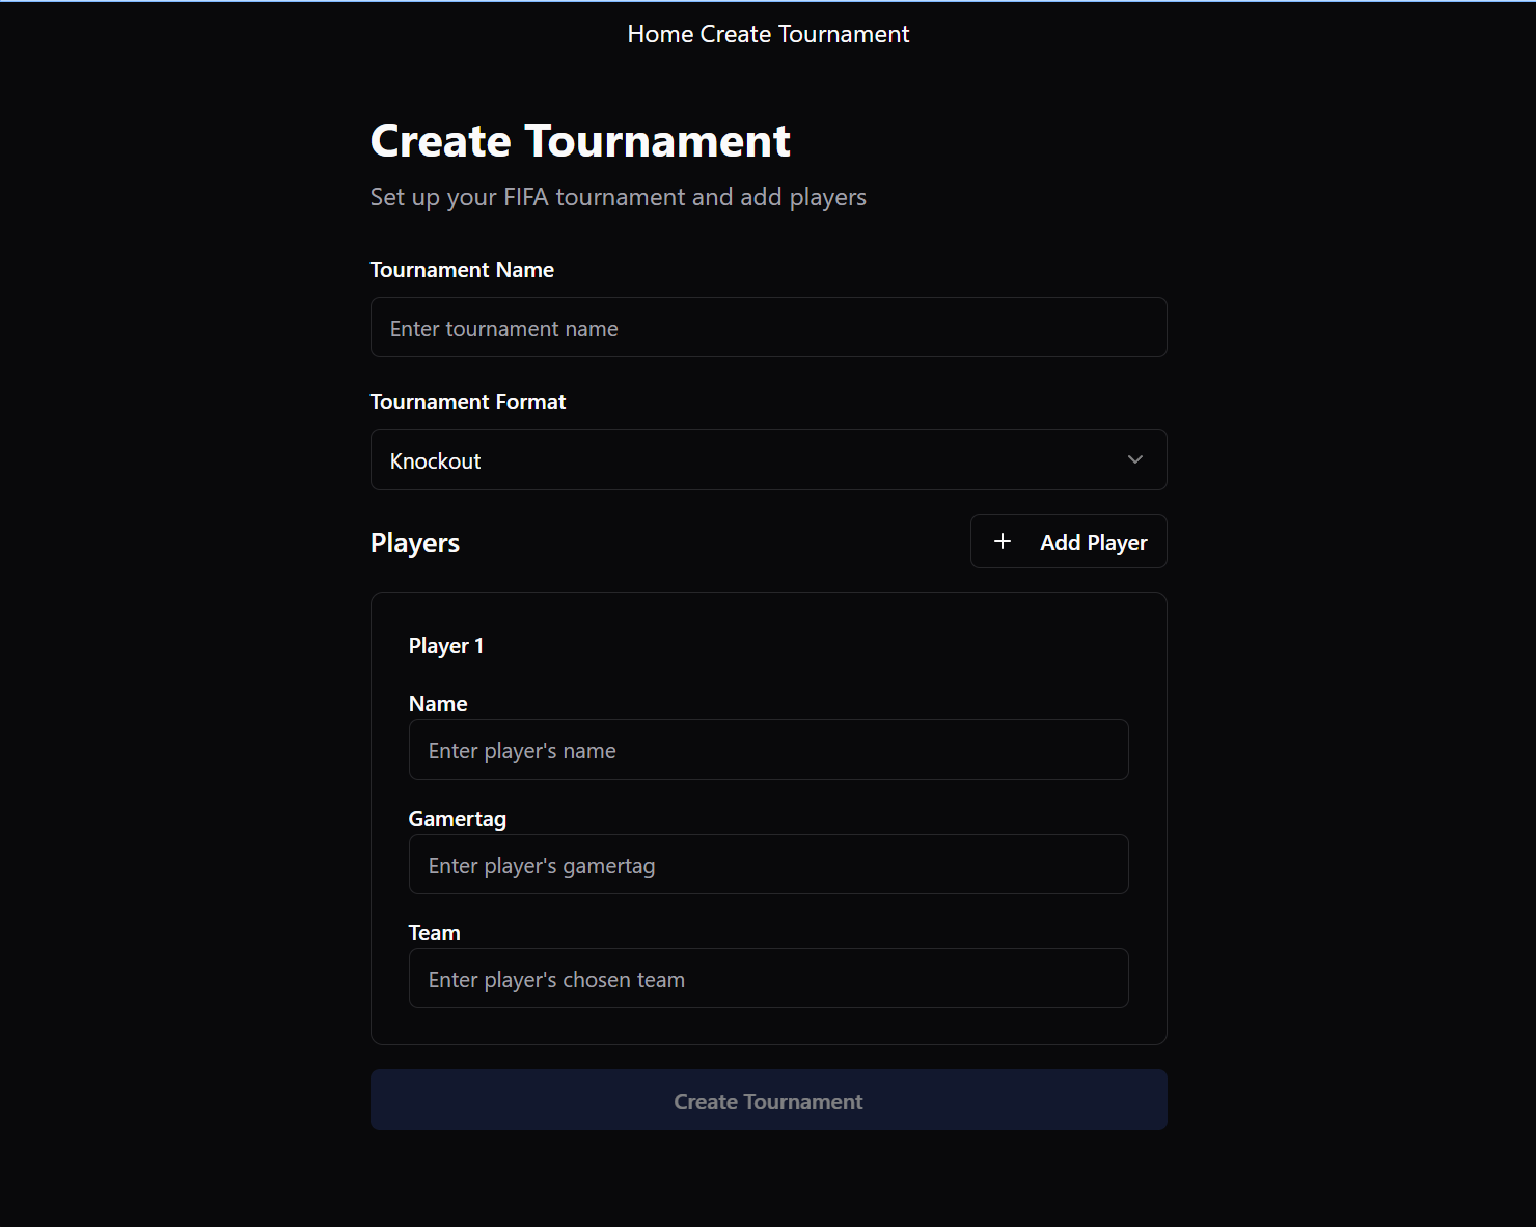 Home Create Tournament
Create Tournament
Set up your FIFA tournament and add players
Tournament Name
Enter tournament name
Tournament Format
Knockout
Players
Add Player
Player 1
Name
Enter player's name
Gamertag
Enter player's gamertag
Team
Enter player's chosen team
Create Tournament